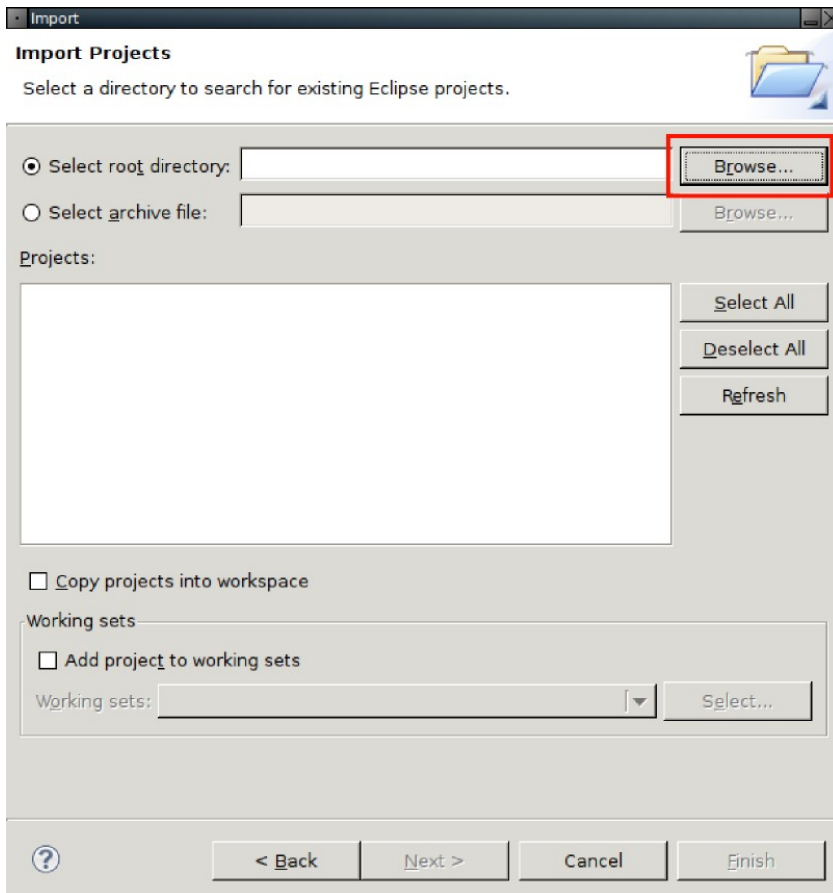 Import
Import Projects
Select a directory to search for existing Eclipse projects.
Select root directory: Browse...
Select archive file: Browse...
Projects:
Select All
Deselect All
Refresh
Copy projects into workspace
Working sets
Add project to working sets
Working sets: Select...
? < Back Next > Cancel Finish